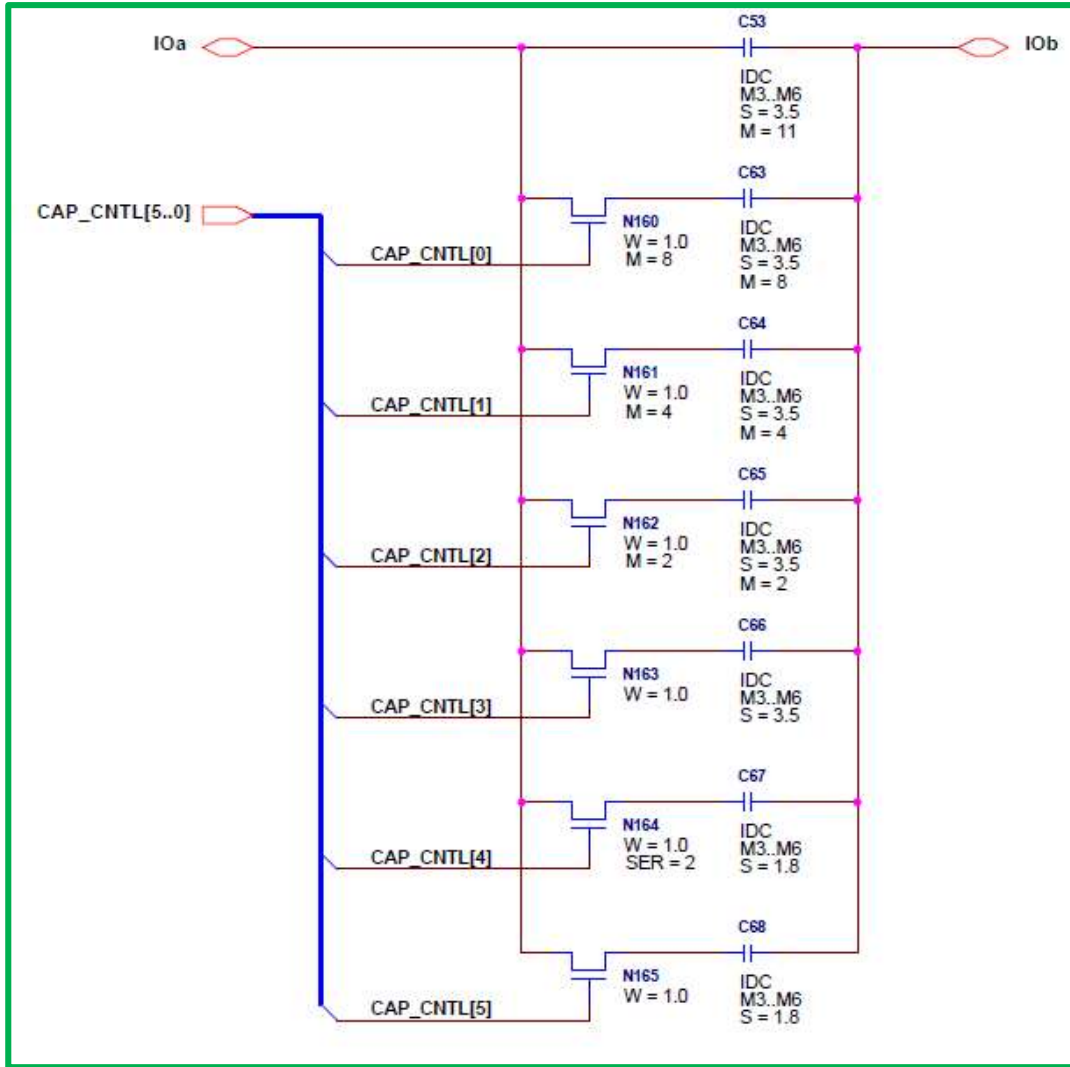 C53
IOa
IOb
IDC
M3..M6
S = 3.5
M = 11
C63
CAP_CNTL[5..0]
N160
W = 1.0
M = 8
IDC
M3..M6
S = 3.5
M = 8
CAP_CNTL[0]
C64
N161
W = 1.0
M = 4
IDC
M3..M6
S = 3.5
M = 4
CAP_CNTL[1]
C65
N162
W = 1.0
M = 2
IDC
M3..M6
S = 3.5
M = 2
CAP_CNTL[2]
C66
N163
W = 1.0
IDC
M3..M6
S = 3.5
CAP_CNTL[3]
C67
N164
W = 1.0
SER = 2
IDC
M3..M6
S = 1.8
CAP_CNTL[4]
C68
N165
W = 1.0
IDC
M3..M6
S = 1.8
CAP_CNTL[5]